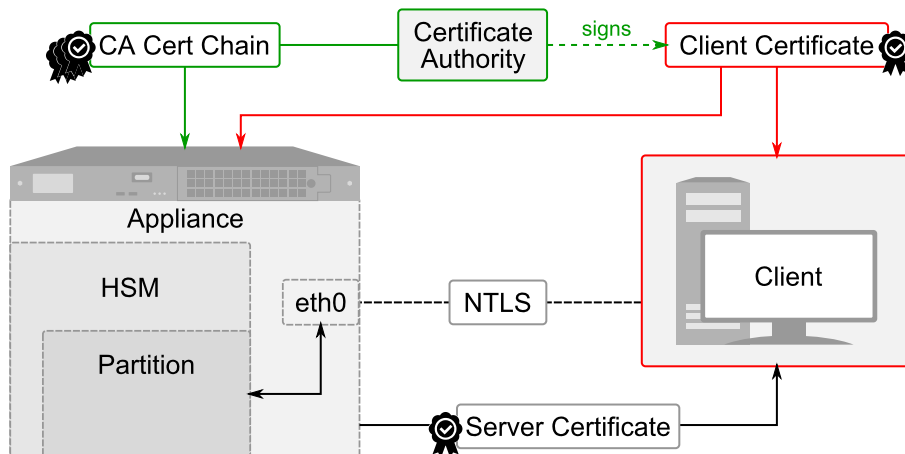 signs
CA Cert Chain
Certificate
Authority
Client Certificate
Appliance
HSM
eth0
NTLS
Client
Partition
Server Certificate